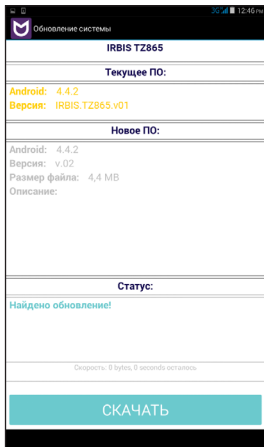 3G 12:46 PM
Обновление системы
IRBIS TZ865
Текущее ПО:
Android: 4.4.2
Версия: IRBIS,TZ865.v01
Новое ПО:
Android: 4.4.2
Версия: v.02
Размер файла: 4,4 MB
Описание:
Статус:
Найдено обновление!
Скорость: 0 bytes, 0 seconds осталось
СКАЧАТЬ